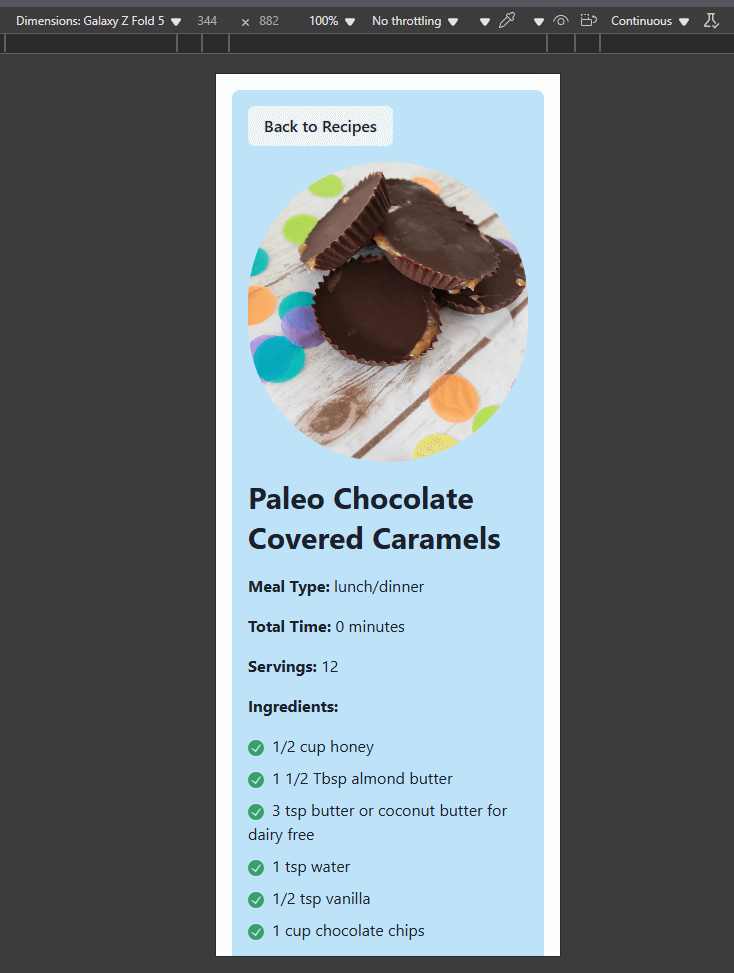 Dimensions: Galaxy Z Fold 5 344 × 882 100% No throttling Continuous
Back to Recipes
Paleo Chocolate
Covered Caramels
Meal Type: lunch/dinner
Total Time: 0 minutes
Servings: 12
Ingredients:
1/2 cup honey
1 1/2 Tbsp almond butter
3 tsp butter or coconut butter for
dairy free
1 tsp water
1/2 tsp vanilla
1 cup chocolate chips